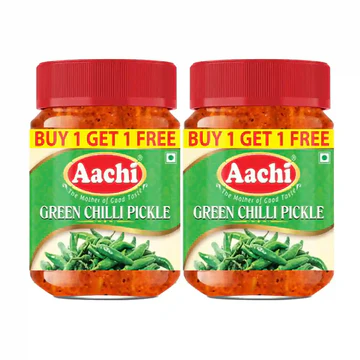 BUY 1 GET 1 FREE
Aachi
The Mother of Good Taste
GREEN CHILLI PICKLE
BUY 1 GET 1 FREE
Aachi
The Mother of Good Taste
GREEN CHILLI PICKLE